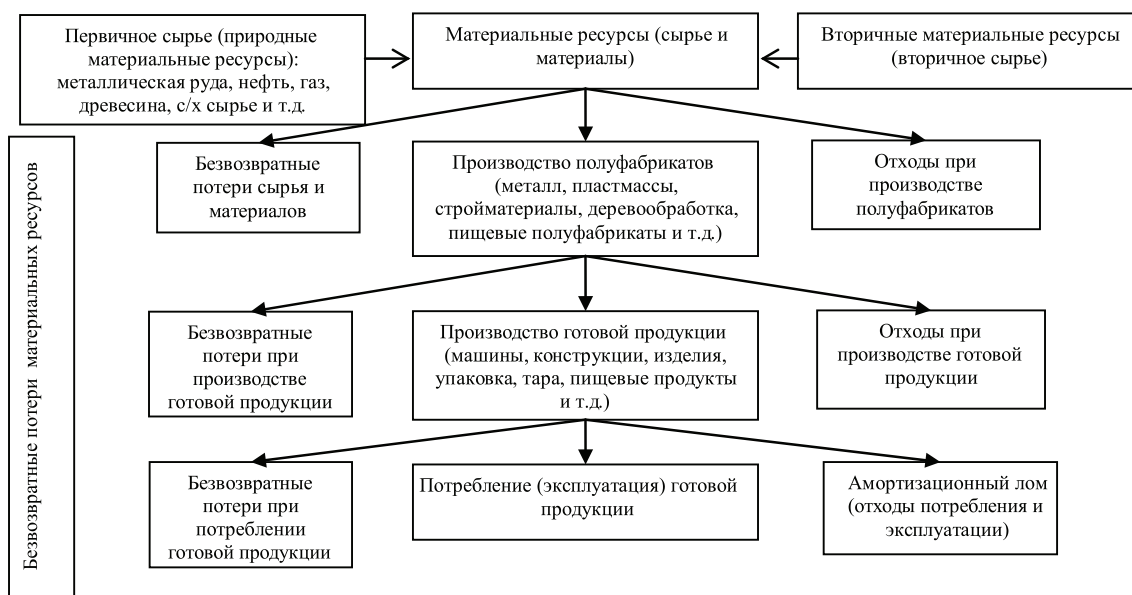 Первичное сырье (природные
материальные ресурсы):
металлическая руда, нефть, газ,
древесина, с/х сырье и т.д.
Материальные ресурсы (сырье и
материалы)
Вторичные материальные ресурсы
(вторичное сырье)
Безвозвратные потери материальных ресурсов
Безвозвратные
потери сырья и
материалов
Производство полуфабрикатов
(металл, пластмассы,
стройматериалы, деревообработка,
пищевые полуфабрикаты и т.д.)
Отходы при
производстве
полуфабрикатов
Безвозвратные
потери при
производстве
готовой продукции
Производство готовой продукции
(машины, конструкции, изделия,
упаковка, тара, пищевые продукты
и т.д.)
Отходы при
производстве готовой
продукции
Безвозвратные
потери при
потреблении
готовой продукции
Потребление (эксплуатация) готовой
продукции
Амортизационный лом
(отходы потребления и
эксплуатации)